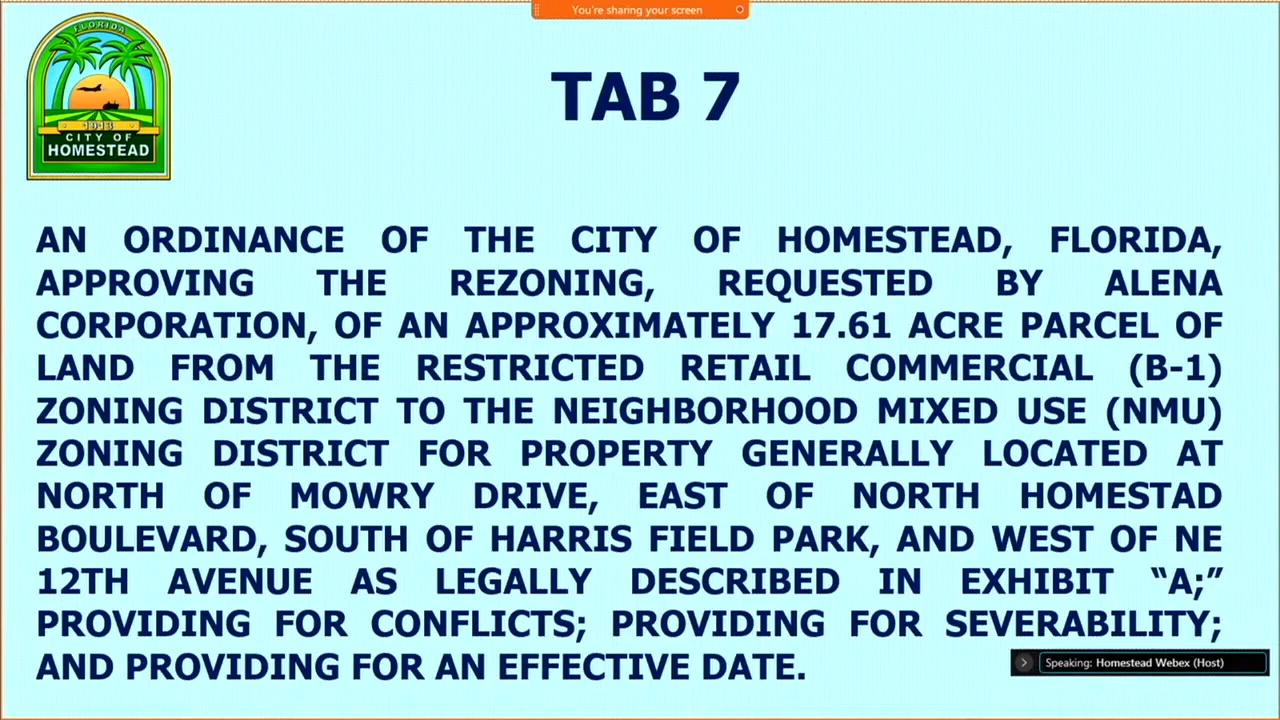 You're sharing your screen
FLORIDA
1913
CITY OF
HOMESTEAD
TAB 7
AN ORDINANCE OF THE CITY OF HOMESTEAD, FLORIDA,
APPROVING THE REZONING, REQUESTED BY ALENA
CORPORATION, OF AN APPROXIMATELY 17.61 ACRE PARCEL OF
LAND FROM THE RESTRICTED RETAIL COMMERCIAL (B-1)
ZONING DISTRICT TO THE NEIGHBORHOOD MIXED USE (NMU)
ZONING DISTRICT FOR PROPERTY GENERALLY LOCATED AT
NORTH OF MOWRY DRIVE, EAST OF NORTH HOMESTAD
BOULEVARD, SOUTH OF HARRIS FIELD PARK, AND WEST OF NE
12TH AVENUE AS LEGALLY DESCRIBED IN EXHIBIT “A;”
PROVIDING FOR CONFLICTS; PROVIDING FOR SEVERABILITY;
AND PROVIDING FOR AN EFFECTIVE DATE.
Speaking: Homestead Webex (Host)